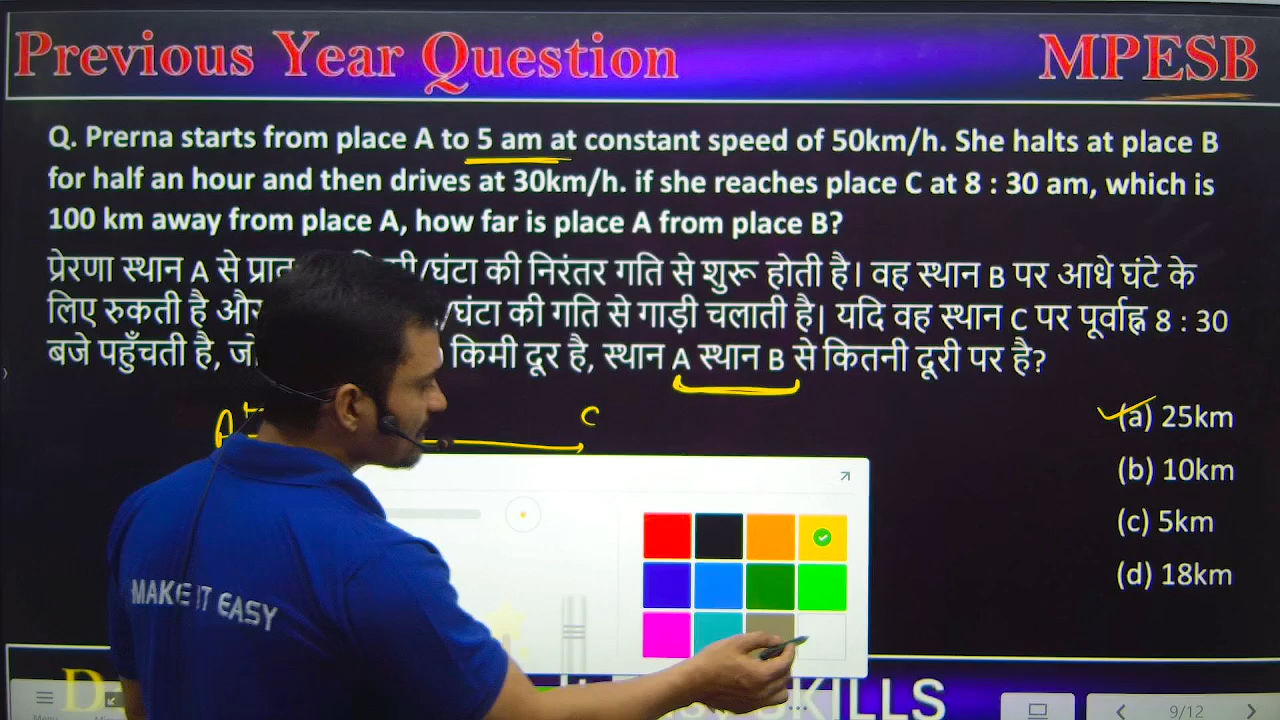 Previous Year Question MPESB
Q. Prerna starts from place A to 5 am at constant speed of 50km/h. She halts at place B
for half an hour and then drives at 30km/h. if she reaches place C at 8 : 30 am, which is
100 km away from place A, how far is place A from place B?
प्रेरणा स्थान A से /घंटा की निरंतर गति से शुरू होती है। वह स्थान B पर आधे घंटे के
लिए रुकती है और /घंटा की गति से गाड़ी चलाती है| यदि वह स्थान C पर पूर्वाह्न 8 : 30
बजे पहुँचती है, किमी दूर है, स्थान A स्थान B से कितनी दूरी पर है?
A C
(a) 25km
(b) 10km
(c) 5km
(d) 18km
MAKE IT EASY
D SKILLS
Menu 9/12